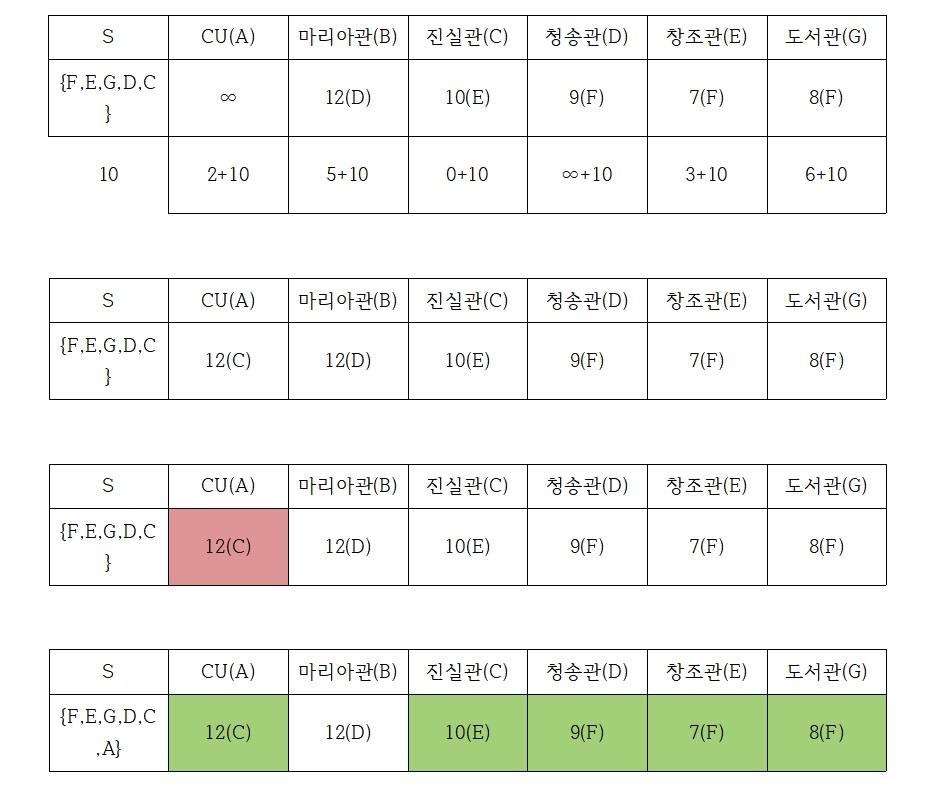 S CU(A) 마리아관(B) 진실관(C) 청송관(D) 창조관(E) 도서관(G)
{F,E,G,D,C
} ∞ 12(D) 10(E) 9(F) 7(F) 8(F)
10 2+10 5+10 0+10 ∞+10 3+10 6+10
S CU(A) 마리아관(B) 진실관(C) 청송관(D) 창조관(E) 도서관(G)
{F,E,G,D,C
} 12(C) 12(D) 10(E) 9(F) 7(F) 8(F)
S CU(A) 마리아관(B) 진실관(C) 청송관(D) 창조관(E) 도서관(G)
{F,E,G,D,C
} 12(C) 12(D) 10(E) 9(F) 7(F) 8(F)
S CU(A) 마리아관(B) 진실관(C) 청송관(D) 창조관(E) 도서관(G)
{F,E,G,D,C
,A} 12(C) 12(D) 10(E) 9(F) 7(F) 8(F)